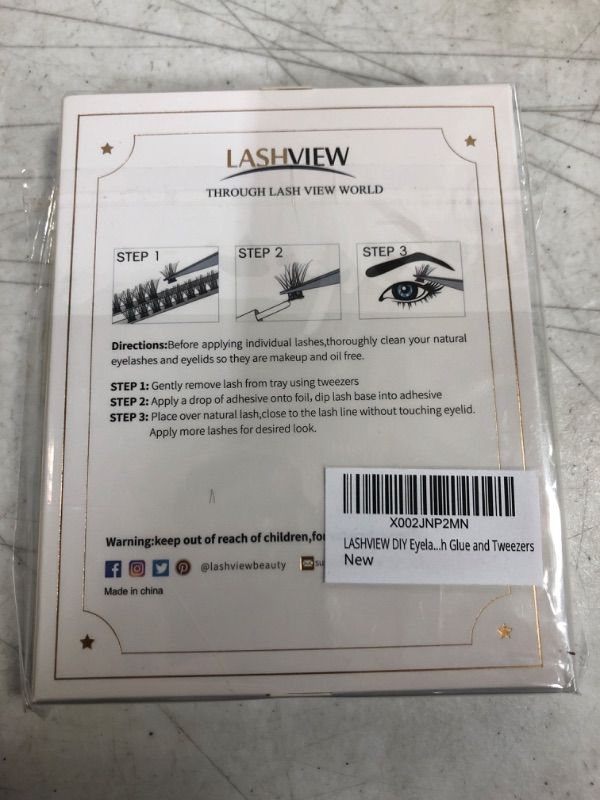 LASHVIEW
THROUGH LASH VIEW WORLD
STEP 1
STEP 2
STEP 3
Directions:Before applying individual lashes,thoroughly clean your natural
eyelashes and eyelids so they are makeup and oil free.
STEP 1: Gently remove lash from tray using tweezers
STEP 2: Apply a drop of adhesive onto foil, dip lash base into adhesive
STEP 3: Place over natural lash,close to the lash line without touching eyelid.
Apply more lashes for desired look.
X002JNP2MN
LASHVIEW DIY Eyela...h Glue and Tweezers
New
Warning:keep out of reach of children,
@lashviewbeauty
Made in china